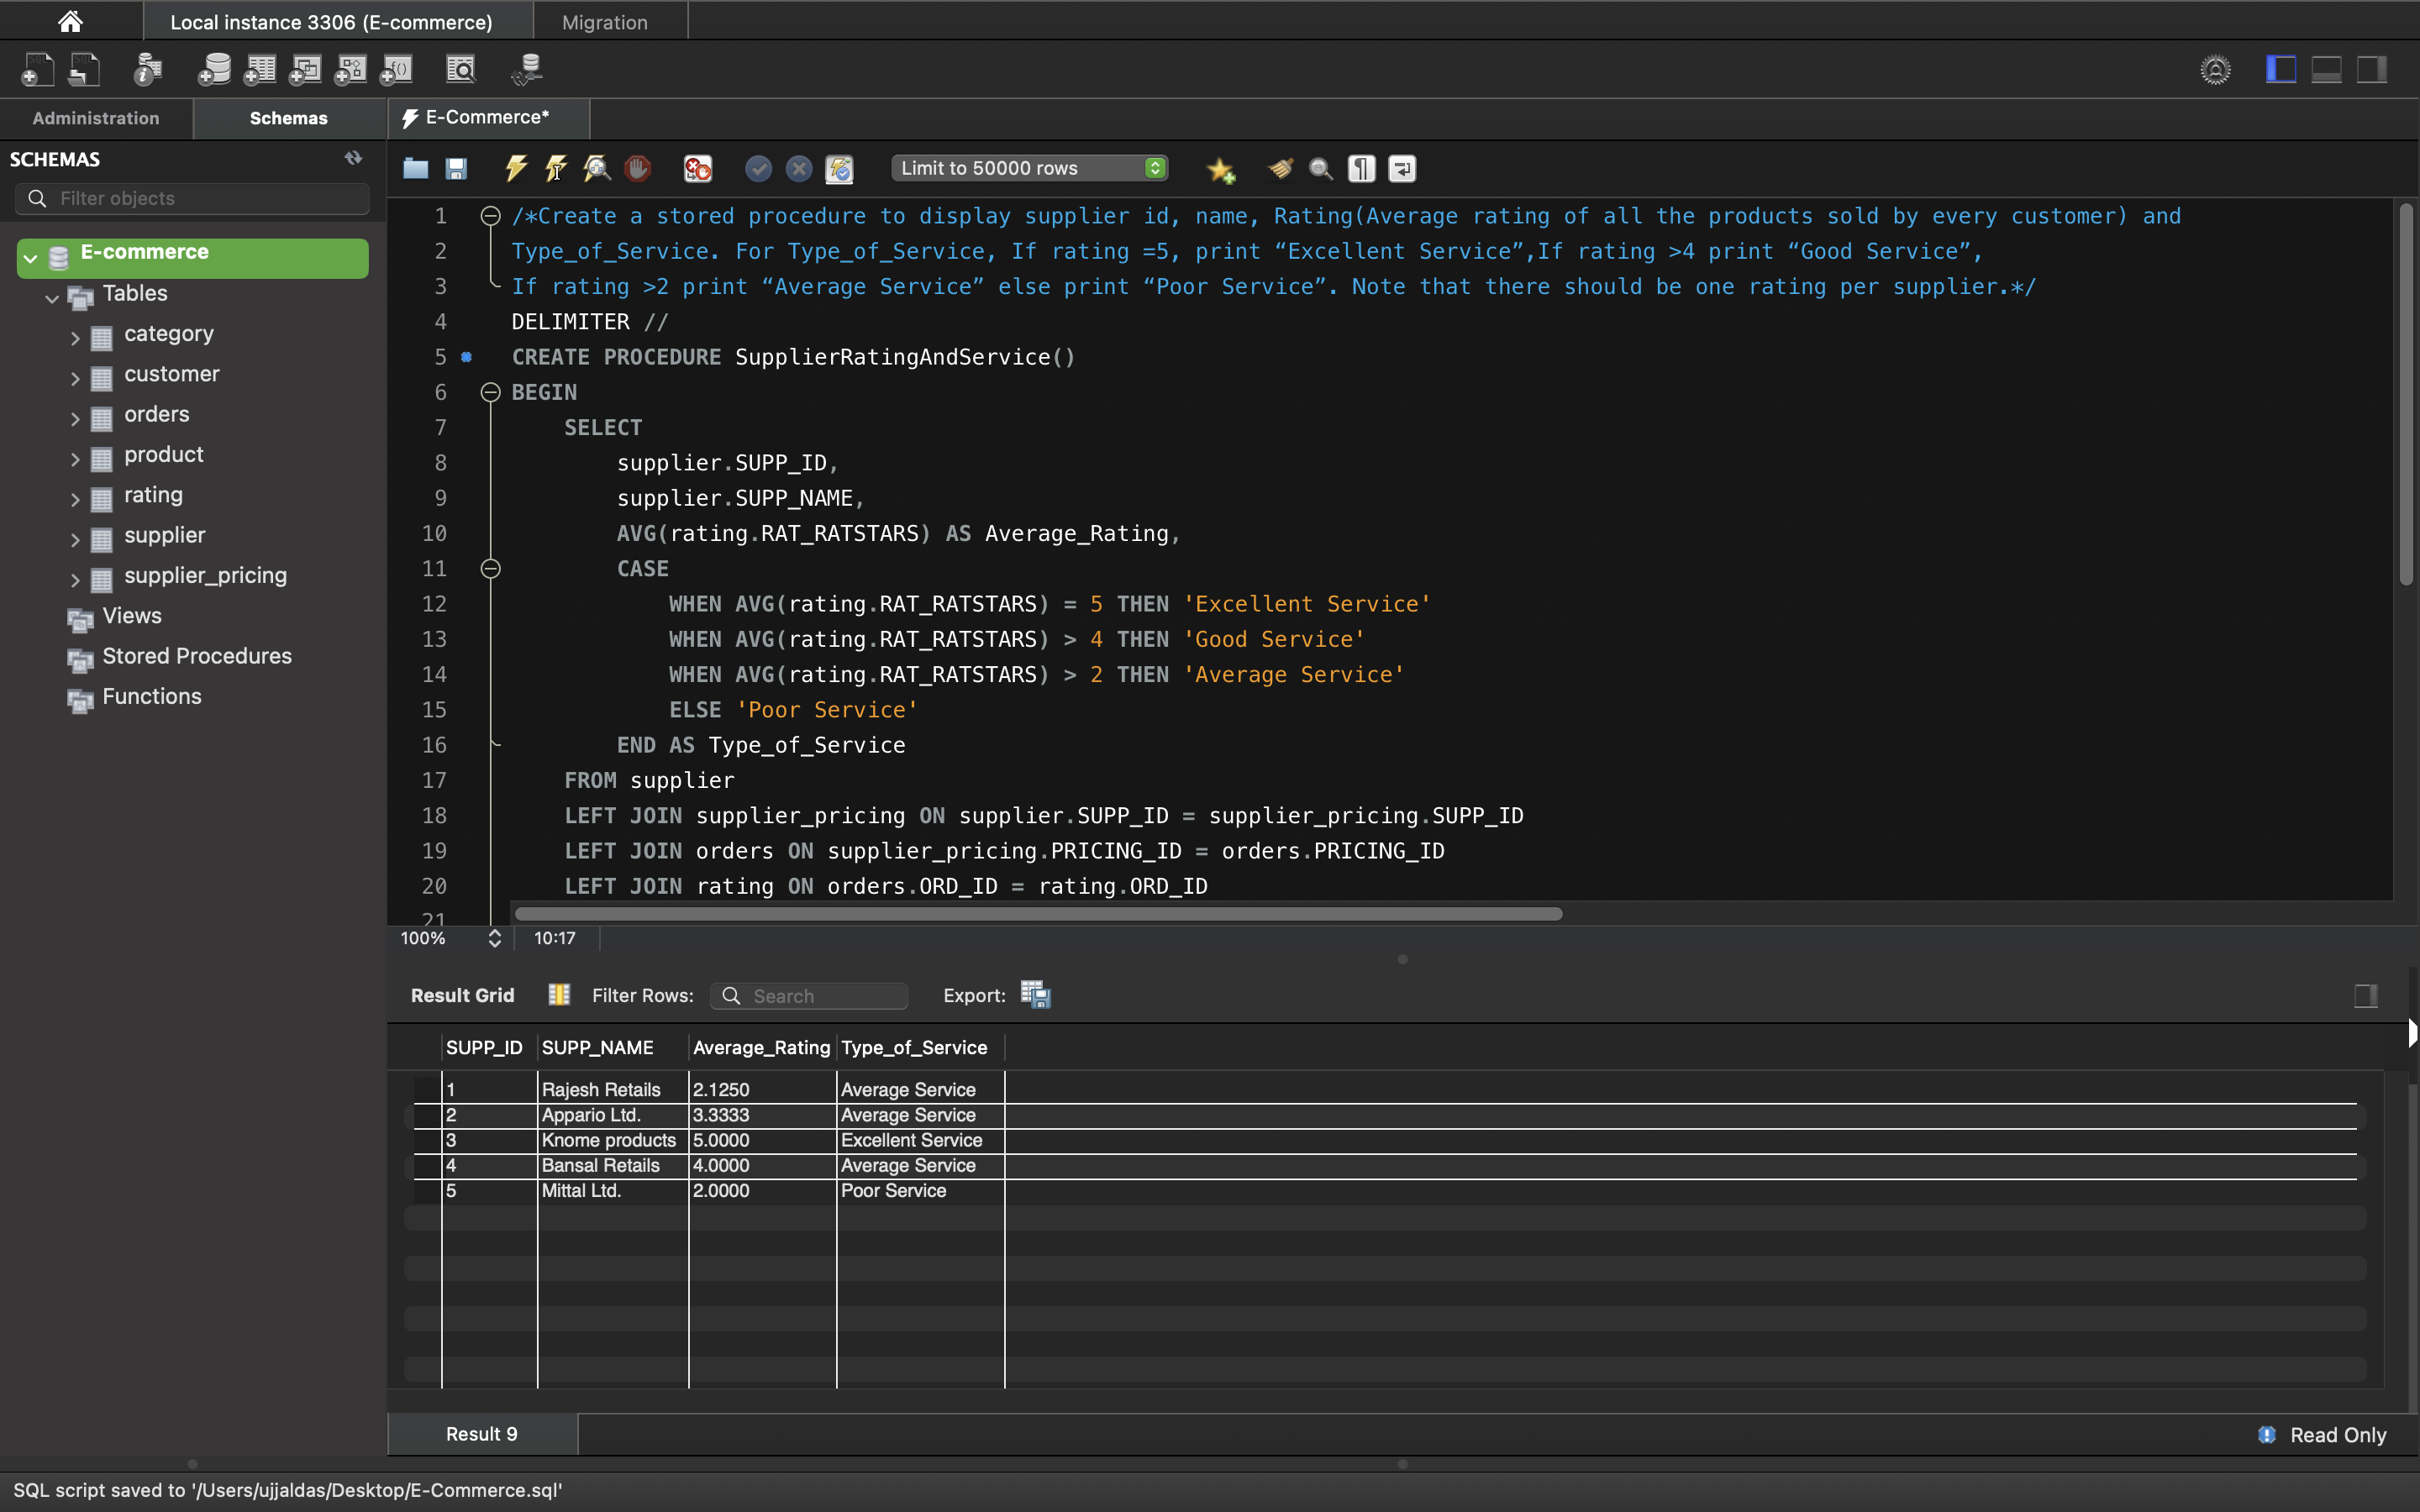 Local instance 3306 (E-commerce)
Migration
Administration
Schemas
E-Commerce*
SCHEMAS
Filter objects
E-commerce
Tables
category
customer
orders
product
rating
supplier
supplier_pricing
Views
Stored Procedures
Functions
Limit to 50000 rows
1 /*Create a stored procedure to display supplier id, name, Rating(Average rating of all the products sold by every customer) and
2 Type_of_Service. For Type_of_Service, If rating =5, print “Excellent Service”,If rating >4 print “Good Service”,
3 If rating >2 print “Average Service” else print “Poor Service”. Note that there should be one rating per supplier.*/
4 DELIMITER //
5 CREATE PROCEDURE SupplierRatingAndService()
6 BEGIN
7 SELECT
8 supplier.SUPP_ID,
9 supplier.SUPP_NAME,
10 AVG(rating.RAT_RATSTARS) AS Average_Rating,
11 CASE
12 WHEN AVG(rating.RAT_RATSTARS) = 5 THEN 'Excellent Service'
13 WHEN AVG(rating.RAT_RATSTARS) > 4 THEN 'Good Service'
14 WHEN AVG(rating.RAT_RATSTARS) > 2 THEN 'Average Service'
15 ELSE 'Poor Service'
16 END AS Type_of_Service
17 FROM supplier
18 LEFT JOIN supplier_pricing ON supplier.SUPP_ID = supplier_pricing.SUPP_ID
19 LEFT JOIN orders ON supplier_pricing.PRICING_ID = orders.PRICING_ID
20 LEFT JOIN rating ON orders.ORD_ID = rating.ORD_ID
21
100% 10:17
Result Grid Filter Rows: Search Export:
SUPP_ID SUPP_NAME Average_Rating Type_of_Service
1 Rajesh Retails 2.1250 Average Service
2 Appario Ltd. 3.3333 Average Service
3 Knome products 5.0000 Excellent Service
4 Bansal Retails 4.0000 Average Service
5 Mittal Ltd. 2.0000 Poor Service
Result 9
Read Only
SQL script saved to '/Users/ujjaldas/Desktop/E-Commerce.sql'